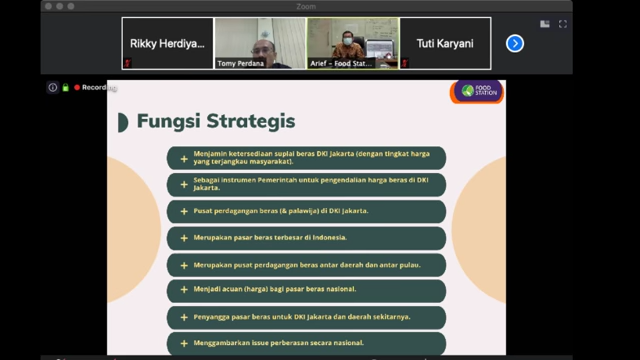 Zoom
Rikky Herdiya...
Tomy Perdana
Arief - Food Stat...
Tuti Karyani
Recording
FOOD
STATION
Fungsi Strategis
+ Menjamin ketersediaan suplai beras DKI Jakarta (dengan tingkat harga
yang terjangkau masyarakat).
+ Sebagai instrumen Pemerintah untuk pengendalian harga beras di DKI
Jakarta.
+ Pusat perdagangan beras (& palawija) di DKI Jakarta.
+ Merupakan pasar beras terbesar di Indonesia.
+ Merupakan pusat perdagangan beras antar daerah dan antar pulau.
+ Menjadi acuan (harga) bagi pasar beras nasional.
+ Penyangga pasar beras untuk DKI Jakarta dan daerah sekitarnya.
+ Menggambarkan issue perberasan secara nasional.